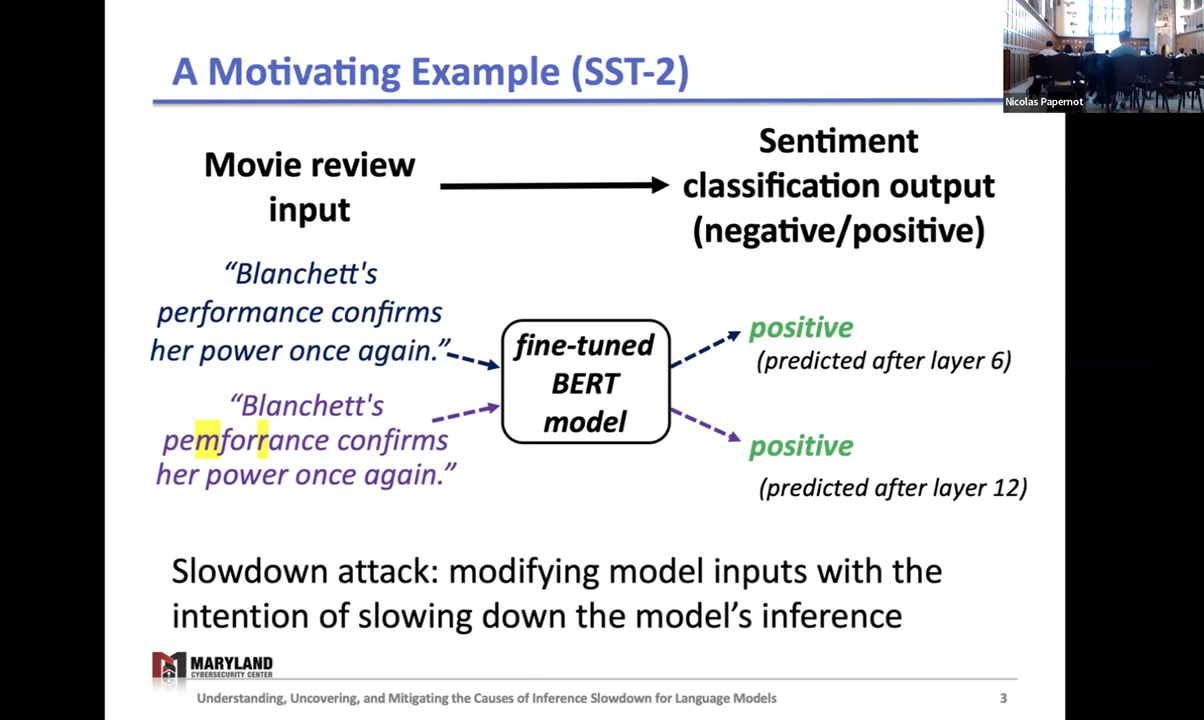 A Motivating Example (SST-2)
Nicolas Papernot
Movie review
input
Sentiment
classification output
(negative/positive)
“Blanchett's
performance confirms
her power once again.”
“Blanchett's
pemforrance confirms
her power once again.”
fine-tuned
BERT
model
positive
(predicted after layer 6)
positive
(predicted after layer 12)
Slowdown attack: modifying model inputs with the
intention of slowing down the model’s inference
MARYLAND
CYBERSECURITY CENTER
Understanding, Uncovering, and Mitigating the Causes of Inference Slowdown for Language Models
3